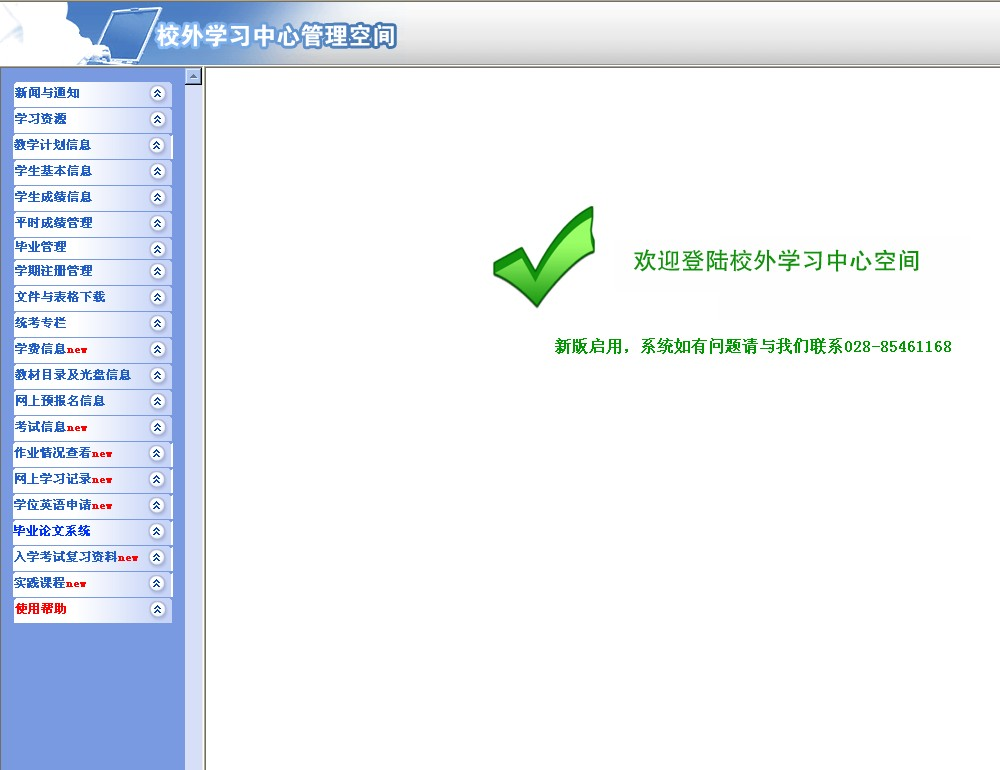 校外学习中心管理空间
新闻与通知
学习资源
教学计划信息
学生基本信息
学生成绩信息
平时成绩管理
毕业管理
学期注册管理
文件与表格下载
统考专栏
学费信息new
教材目录及光盘信息
网上预报名信息
考试信息new
作业情况查看new
网上学习记录new
学位英语申请new
毕业论文系统
入学考试复习资料new
实践课程new
使用帮助
欢迎登陆校外学习中心空间
新版启用，系统如有问题请与我们联系028-85461168